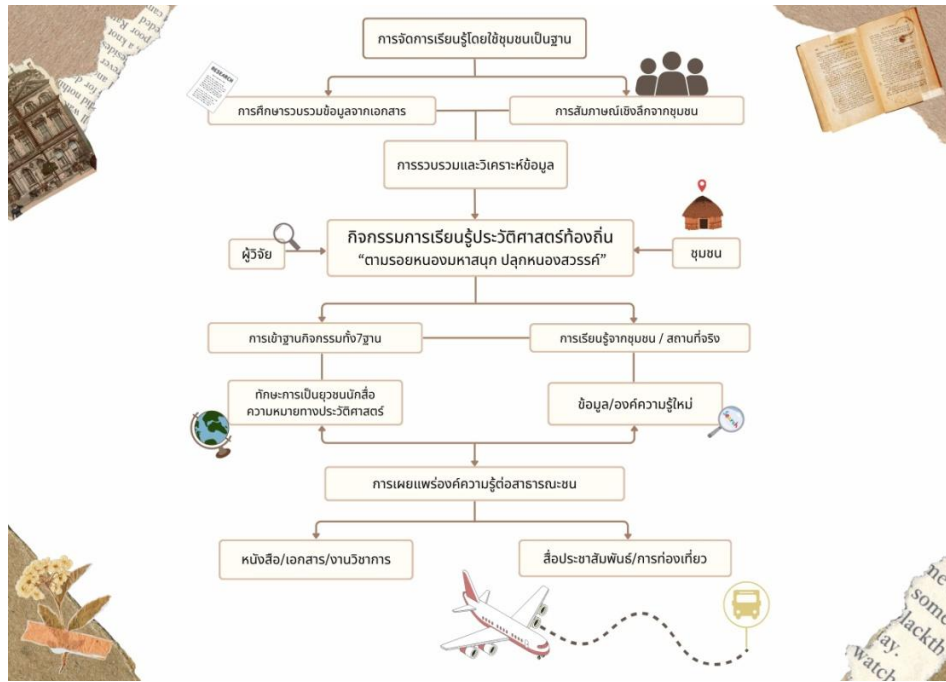 การจัดการเรียนรู้โดยใช้ชุมชนเป็นฐาน
RESEARCH
การศึกษารวบรวมข้อมูลจากเอกสาร
การสัมภาษณ์เชิงลึกจากชุมชน
การรวบรวมและวิเคราะห์ข้อมูล
ผู้วิจัย
กิจกรรมการเรียนรู้ประวัติศาสตร์ท้องถิ่น
“ตามรอยหนองมหาสนุก ปลุกหนองสวรรค์”
ชุมชน
การเข้าฐานกิจกรรมทั้ง7ฐาน
การเรียนรู้จากชุมชน / สถานที่จริง
ทักษะการเป็นยุวชนนักสื่อ
ความหมายทางประวัติศาสตร์
ข้อมูล/องค์ความรู้ใหม่
Search
การเผยแพร่องค์ความรู้ต่อสาธารณะชน
หนังสือ/เอกสาร/งานวิชาการ
สื่อประชาสัมพันธ์/การท่องเที่ยว
some
lackth
lay.
watch